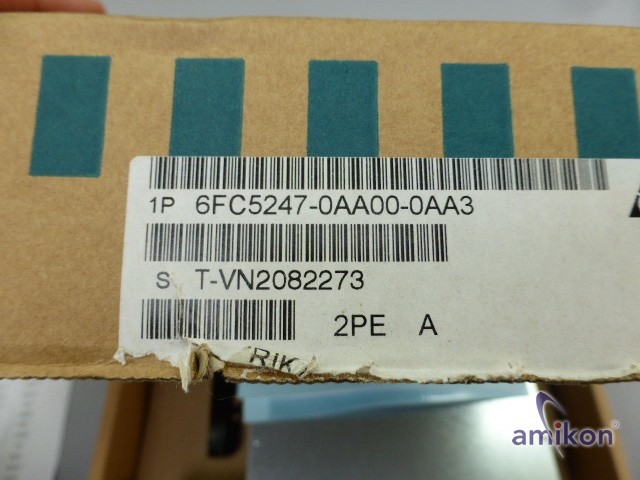 1P 6FC5247-0AA00-0AA3
S T-VN2082273
2PE A
amikon